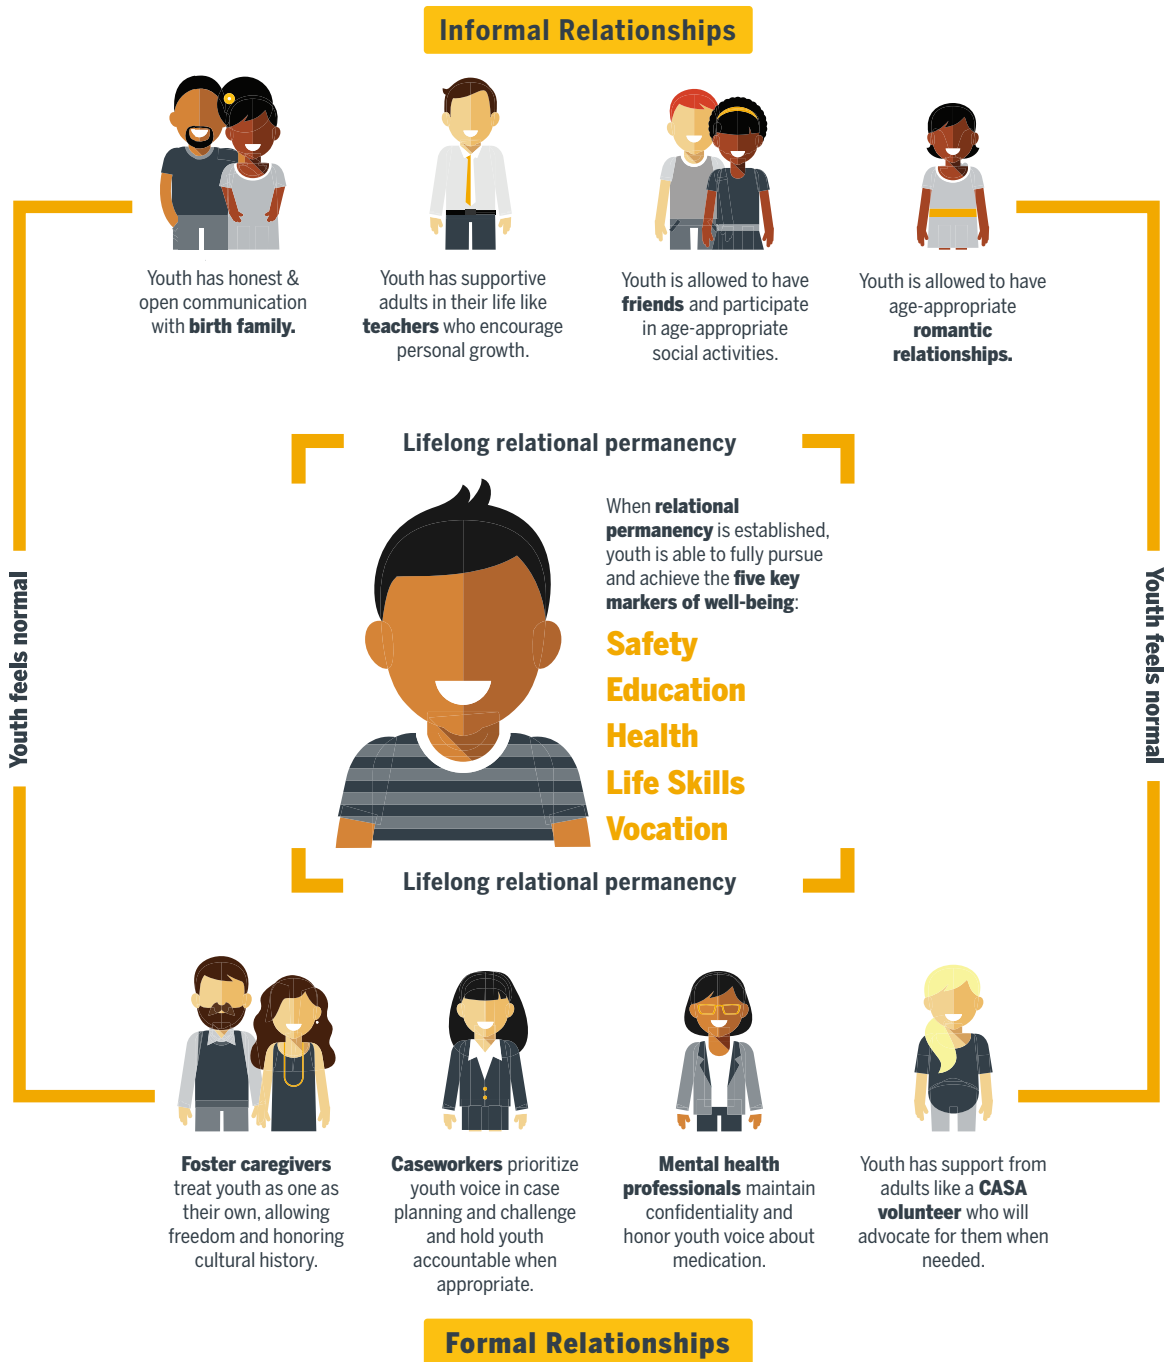 Informal Relationships
Youth has honest &
open communication
with birth family.
Youth has supportive
adults in their life like
teachers who encourage
personal growth.
Youth is allowed to have
friends and participate
in age-appropriate
social activities.
Youth is allowed to have
age-appropriate
romantic
relationships.
Youth feels normal
Lifelong relational permanency
When relational
permanency is established,
youth is able to fully pursue
and achieve the five key
markers of well-being:
Safety
Education
Health
Life Skills
Vocation
Lifelong relational permanency
Youth feels normal
Foster caregivers
treat youth as one as
their own, allowing
freedom and honoring
cultural history.
Caseworkers prioritize
youth voice in case
planning and challenge
and hold youth
accountable when
appropriate.
Mental health
professionals maintain
confidentiality and
honor youth voice about
medication.
Youth has support from
adults like a CASA
volunteer who will
advocate for them when
needed.
Formal Relationships